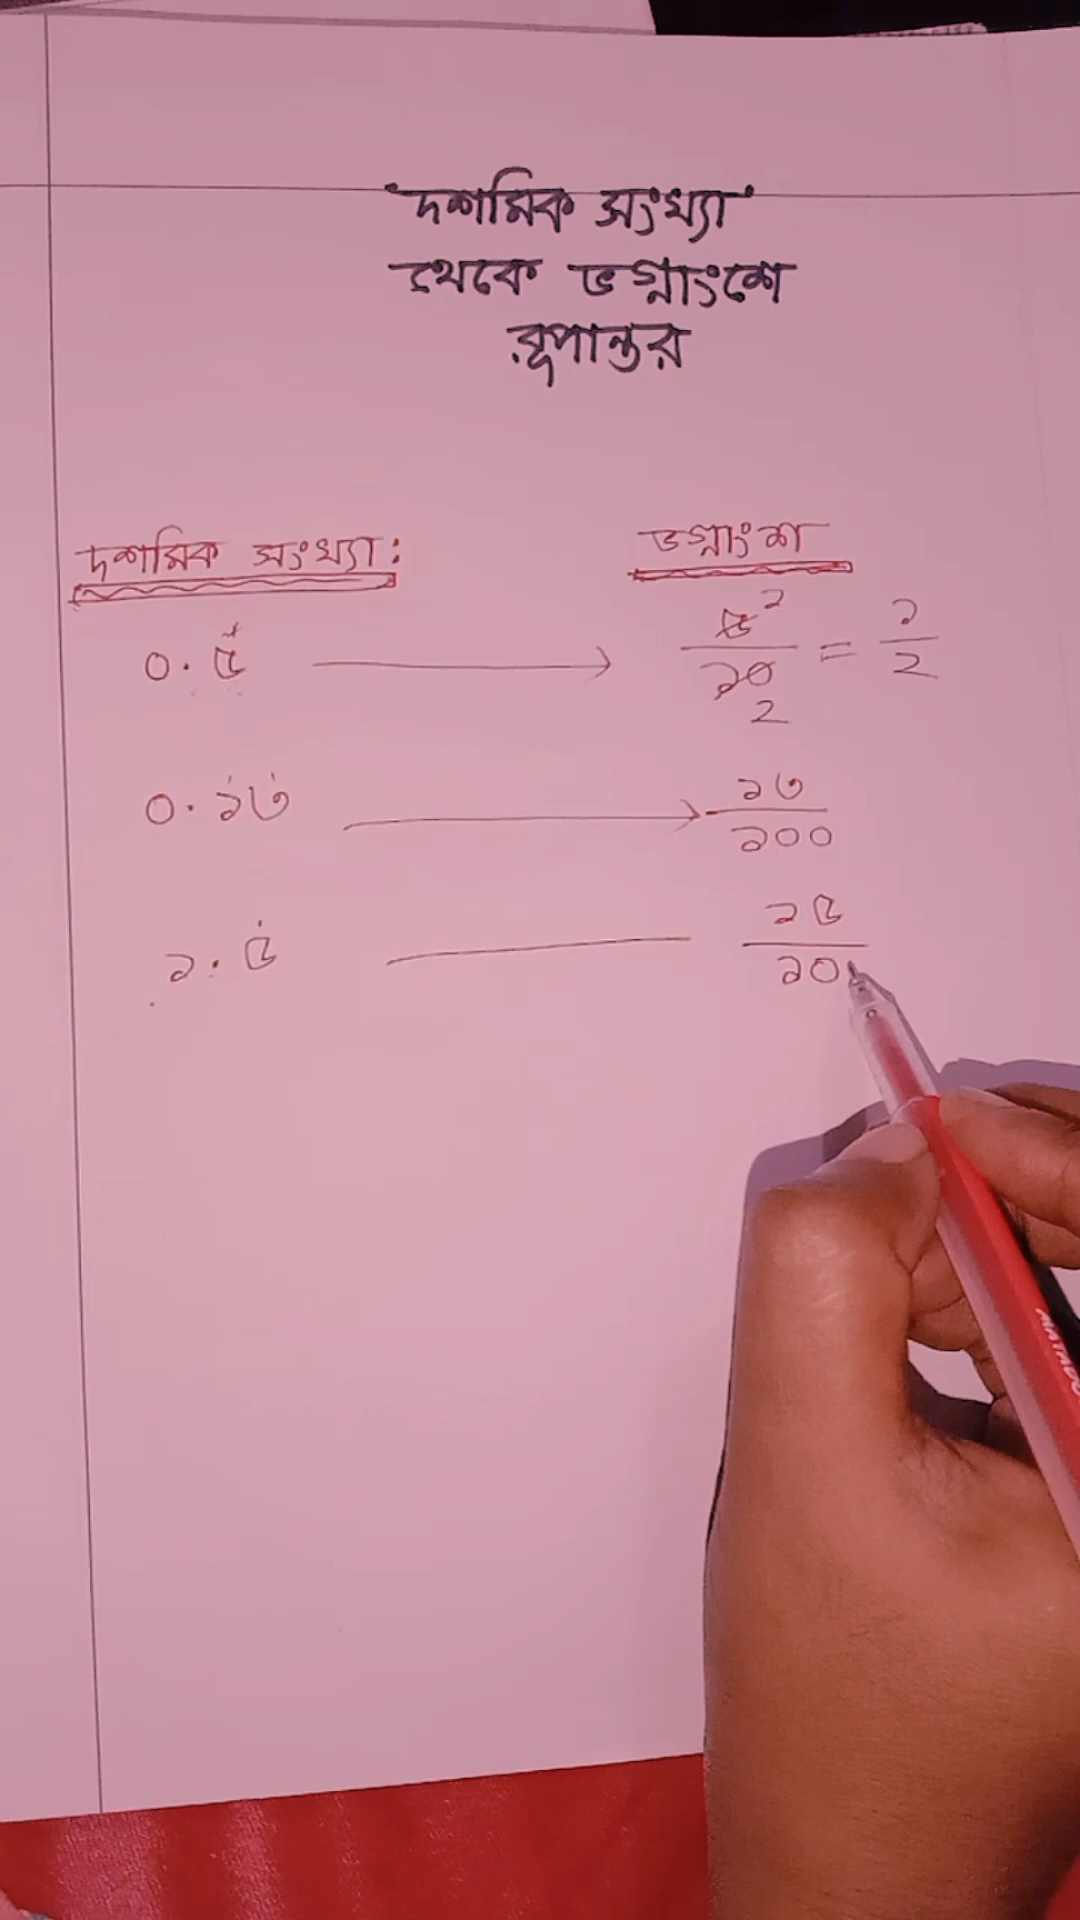 দশমিক সংখ্যা
থেকে ভগ্নাংশে
রূপান্তর
দশমিক সংখ্যা: ভগ্নাংশ
০.৫ → ৫/১০ = ১/২
২
০.১৩ → ১৩/১০০
১.৫ — ১৫/১০